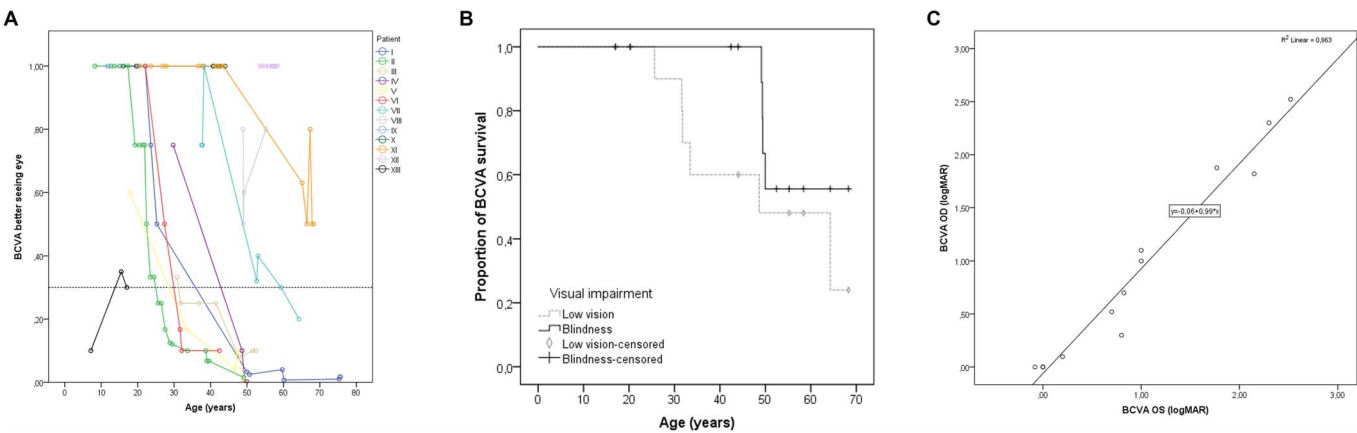 A
Patient
I
II
III
IV
V
VI
VII
VIII
IX
X
XI
XII
XIII
BCVA better seeing eye
1,00
,80
,60
,40
,20
,00
0 10 20 30 40 50 60 70 80
Age (years)
B
Proportion of BCVA survival
1,0
0,8
0,6
0,4
0,2
0,0
Visual impairment
Low vision
Blindness
Low vision-censored
Blindness-censored
0 10 20 30 40 50 60 70
Age (years)
C
R2 Linear = 0,963
BCVA OD (logMAR)
3,00
2,50
2,00
1,50
1,00
,50
,00
y=-0,06+0,99*x
,00 1,00 2,00 3,00
BCVA OS (logMAR)